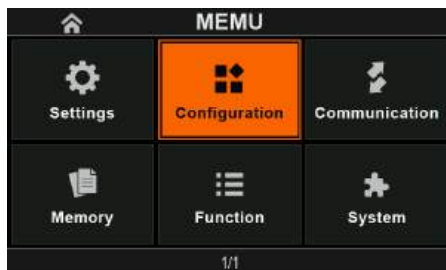 MEMU
Settings
Configuration
Communication
Memory
Function
System
1/1